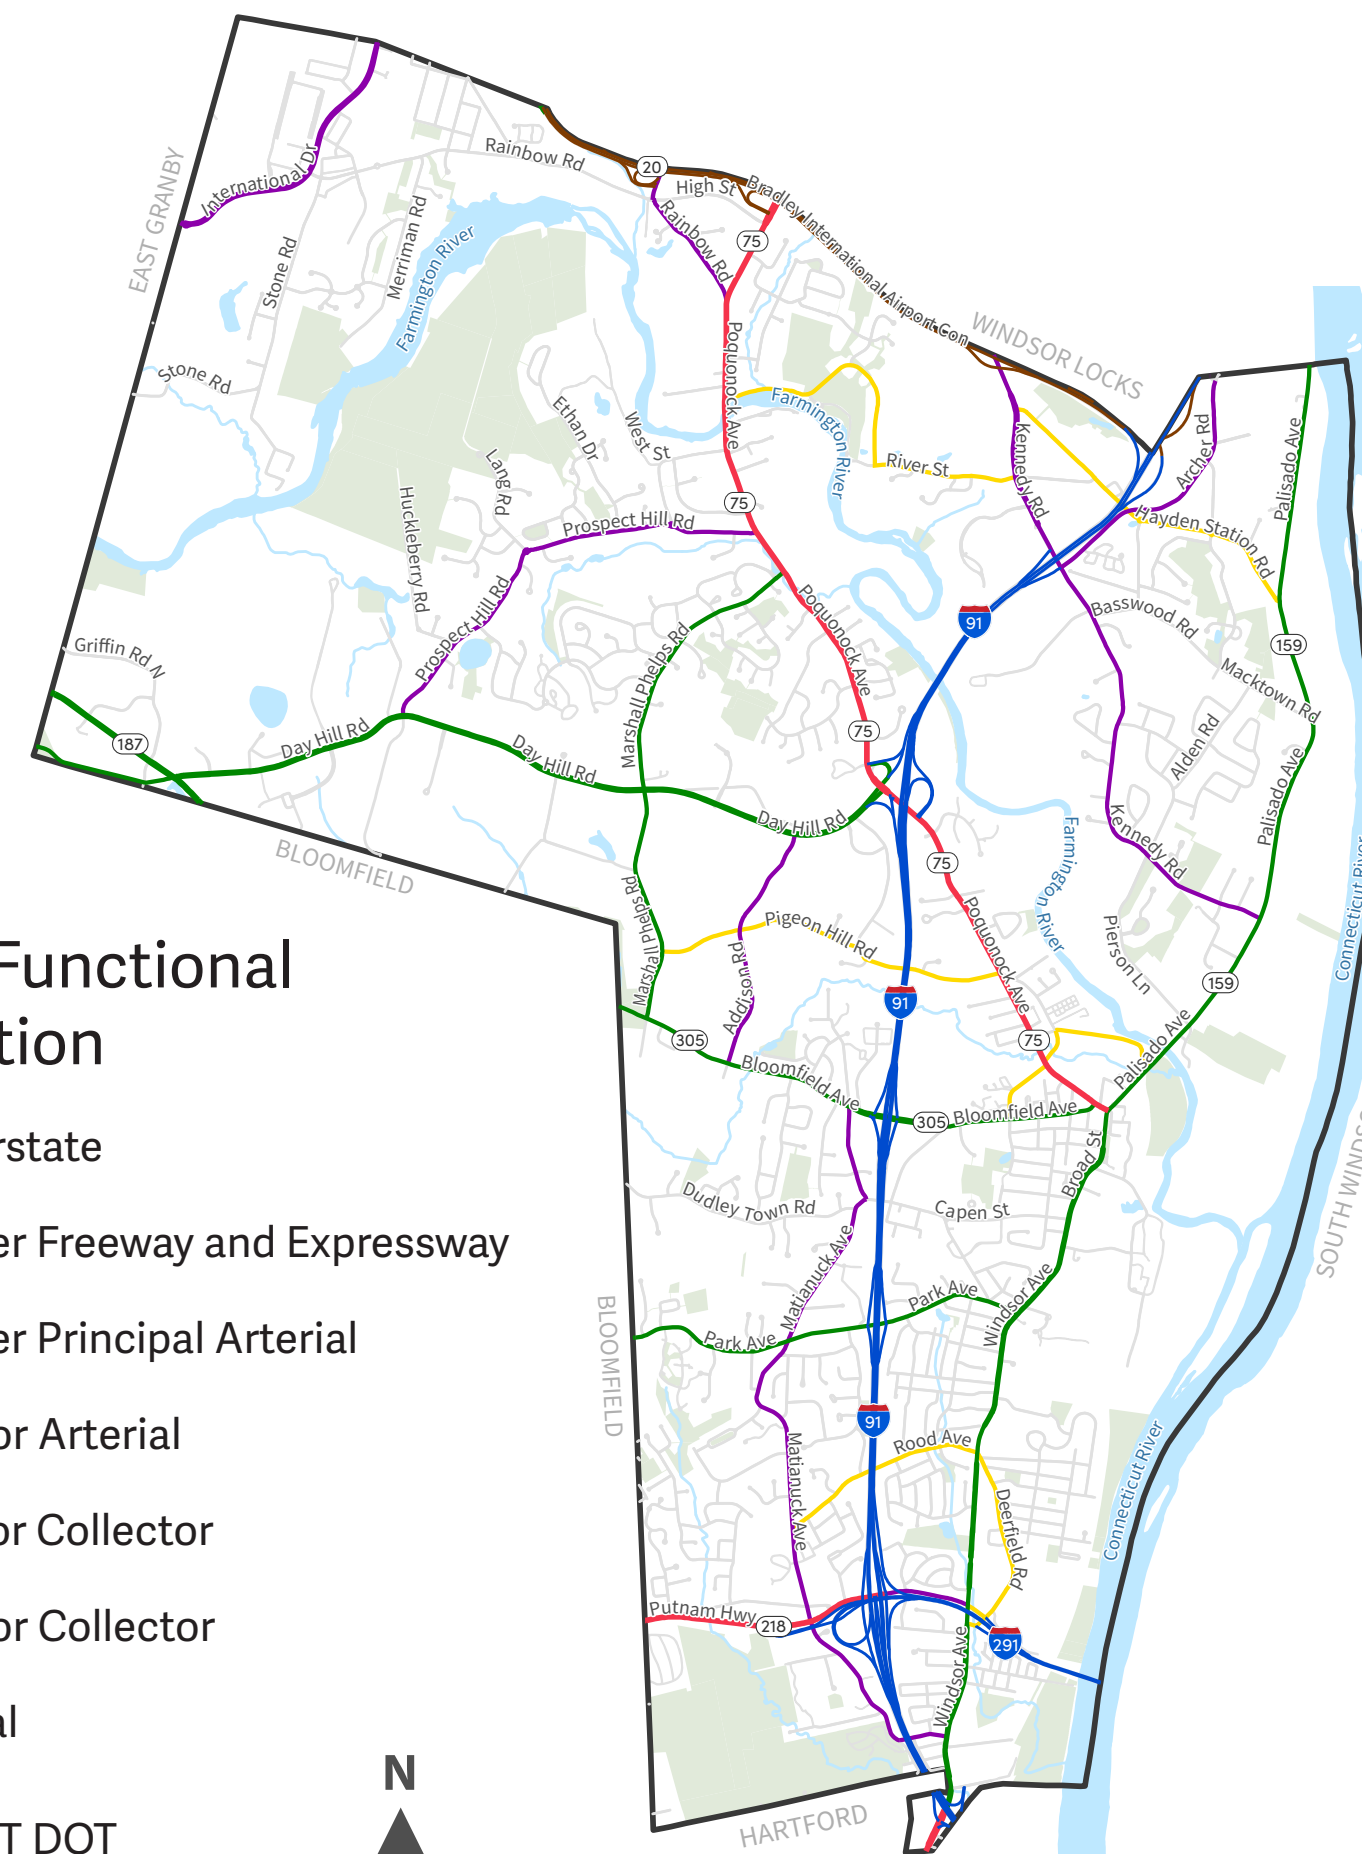 20
Rainbow Rd
High St
Bradley International Airport Con
International Dr
EAST GRANBY
Rainbow Rd
75
Merriman Rd
Farmington River
Stone Rd
WINDSOR LOCKS
Poquonock Ave
Stone Rd
Farmington River
Ethan Dr
West St
Kennedy Rd
Archer Rd
Palisado Ave
River St
Lang Rd
Huckleberry Rd
75
Prospect Hill Rd
Hayden Station Rd
Prospect Hill Rd
Poquonock Ave
91
Basswood Rd
159
Griffin Rd N
Marshall Phelps Rd
Macktown Rd
187
Day Hill Rd
Day Hill Rd
75
Alden Rd
Palisado Ave
Day Hill Rd
Kennedy Rd
Farmington River
BLOOMFIELD
75
Connecticut River
Marshall Phelps Rd
Pigeon Hill Rd
Addison Rd
Poquonock Ave
Pierson Ln
159
91
Functional
tion
305
75
Palisado Ave
Bloomfield Ave
305
Bloomfield Ave
rstate
Broad St
SOUTH WINDSO
Dudley Town Rd
Capen St
er Freeway and Expressway
Matianuck Ave
Park Ave
Windsor Ave
BLOOMFIELD
Park Ave
er Principal Arterial
91
or Arterial
Rood Ave
Matianuck Ave
Connecticut River
Deerfield Rd
or Collector
Putnam Hwy
218
or Collector
291
Windsor Ave
al
N
HARTFORD
T DOT